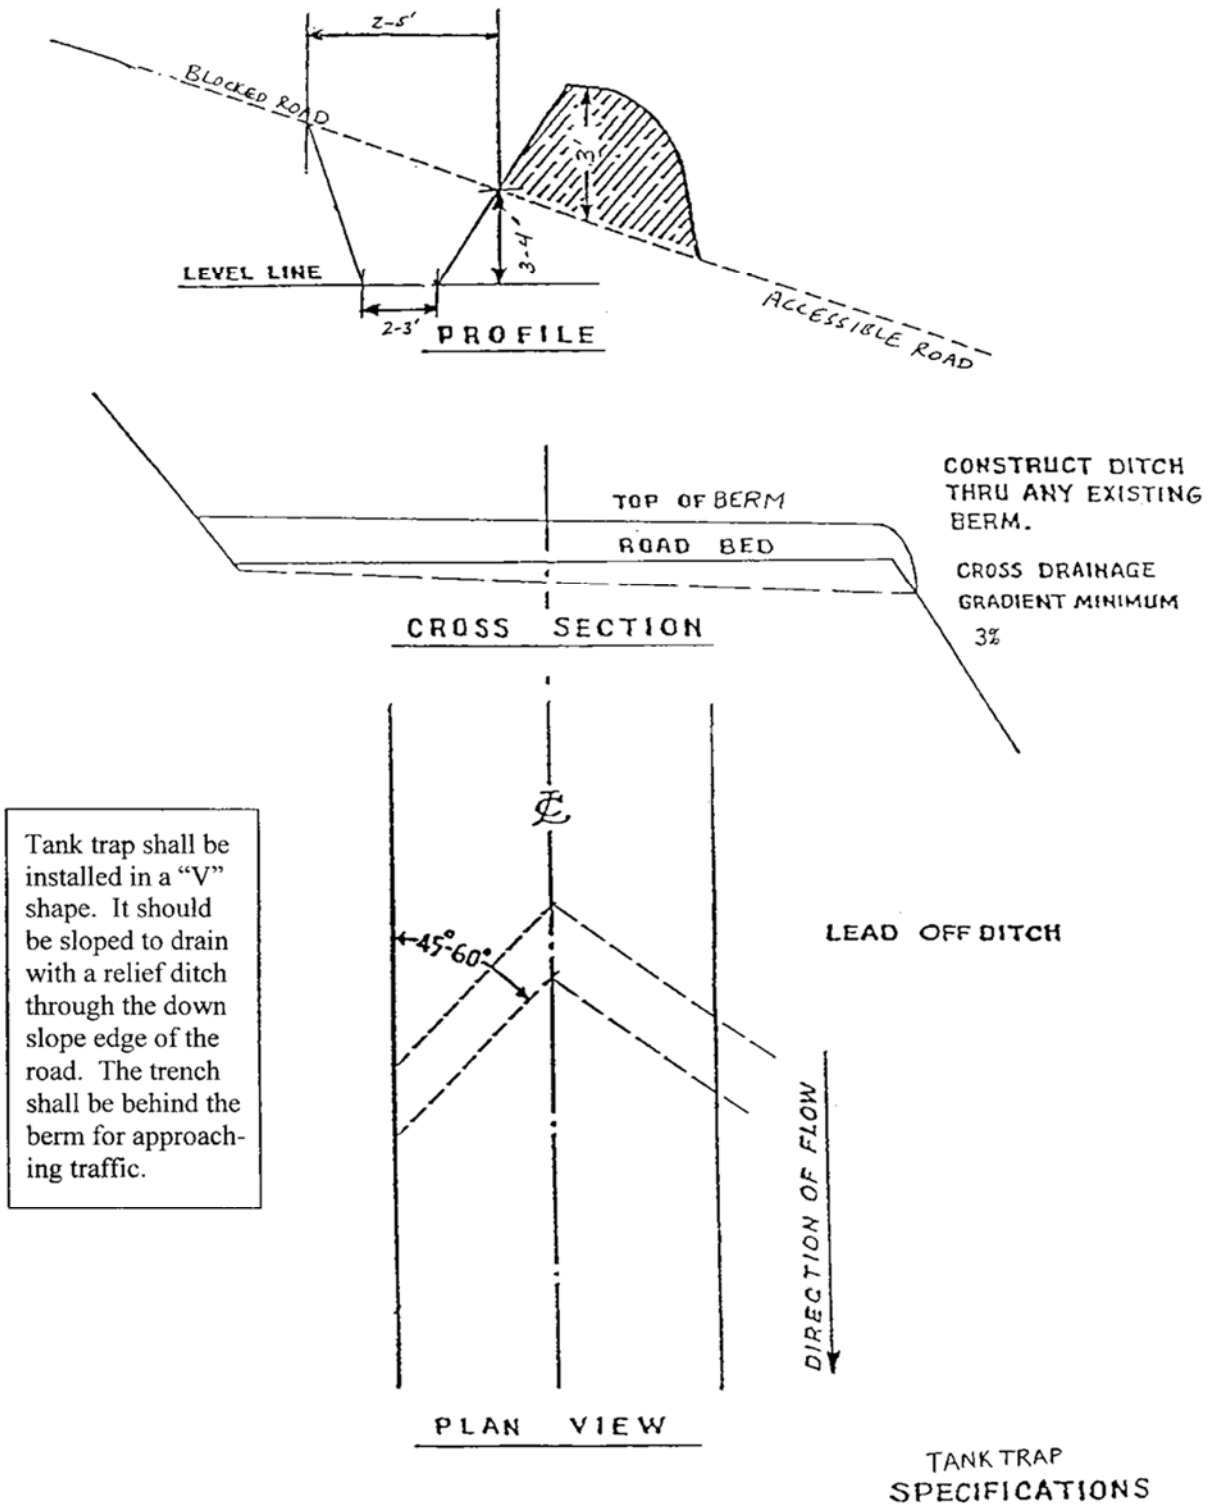 2-5'
BLOCKED ROAD
3'
3-4'
LEVEL LINE
2-3'
PROFILE
ACCESSIBLE ROAD
CONSTRUCT DITCH
THRU ANY EXISTING
BERM.
TOP OF BERM
ROAD BED
CROSS DRAINAGE
GRADIENT MINIMUM
3%
CROSS SECTION
℄
Tank trap shall be
installed in a “V”
shape. It should
be sloped to drain
with a relief ditch
through the down
slope edge of the
road. The trench
shall be behind the
berm for approach-
ing traffic.
45°-60°
LEAD OFF DITCH
DIRECTION OF FLOW
PLAN VIEW
TANK TRAP
SPECIFICATIONS